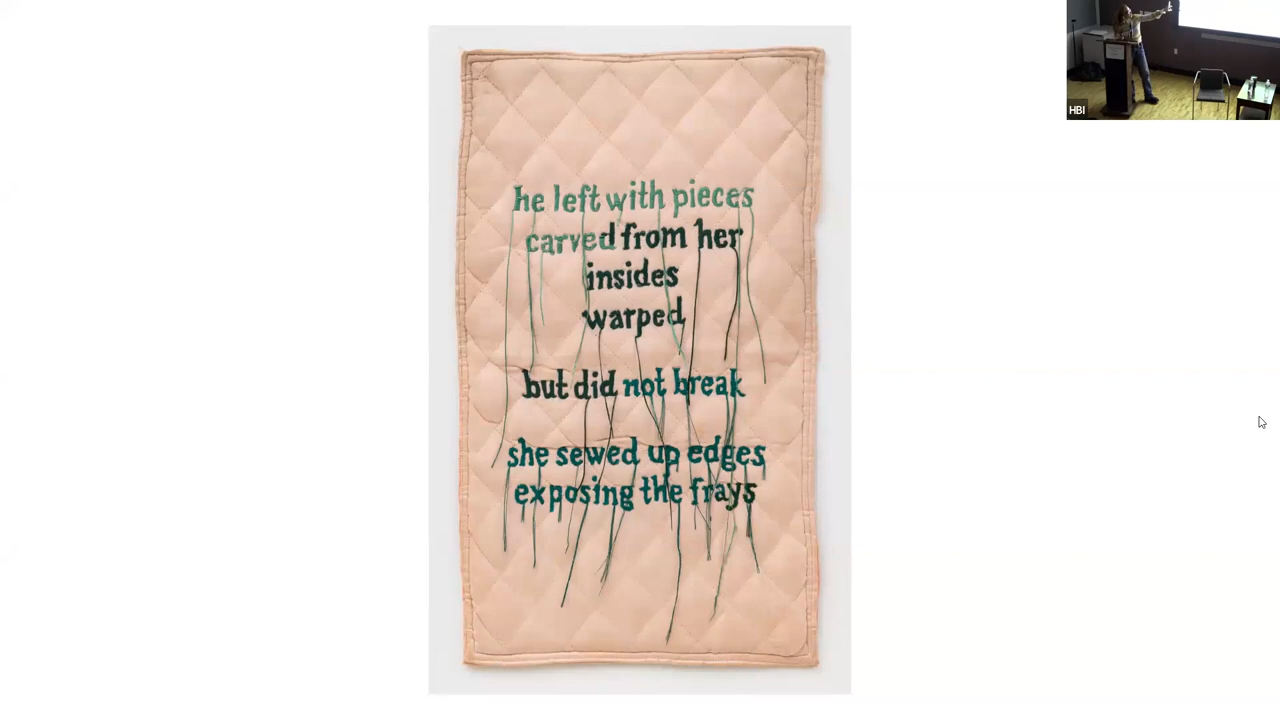 he left with pieces
carved from her
insides
warped
but did not break
she sewed up edges
exposing the frays
HBI